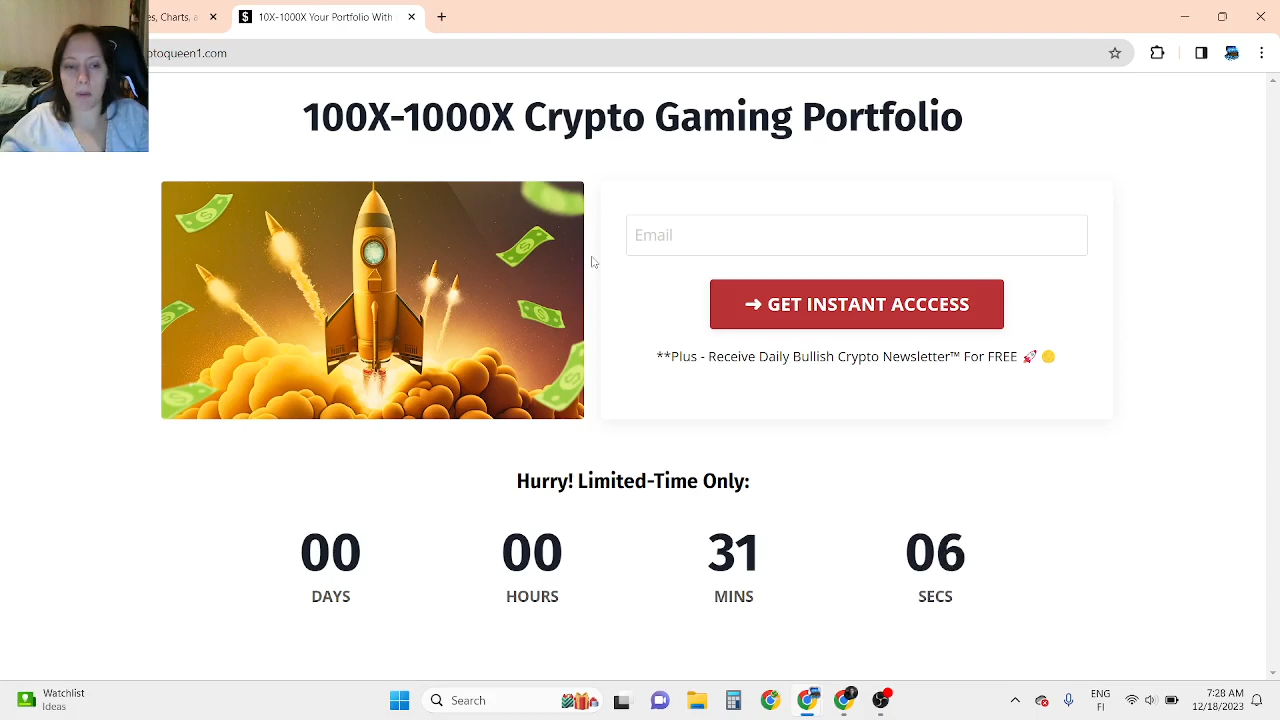 es, Charts, a
10X-1000X Your Portfolio With
ptoqueen1.com
100X-1000X Crypto Gaming Portfolio
Email
➜ GET INSTANT ACCCESS
**Plus - Receive Daily Bullish Crypto Newsletter™ For FREE 🚀 🟡
Hurry! Limited-Time Only:
00 00 31 06
DAYS HOURS MINS SECS
Watchlist
Ideas
Search
ENG
FI
7:28 AM
12/18/2023